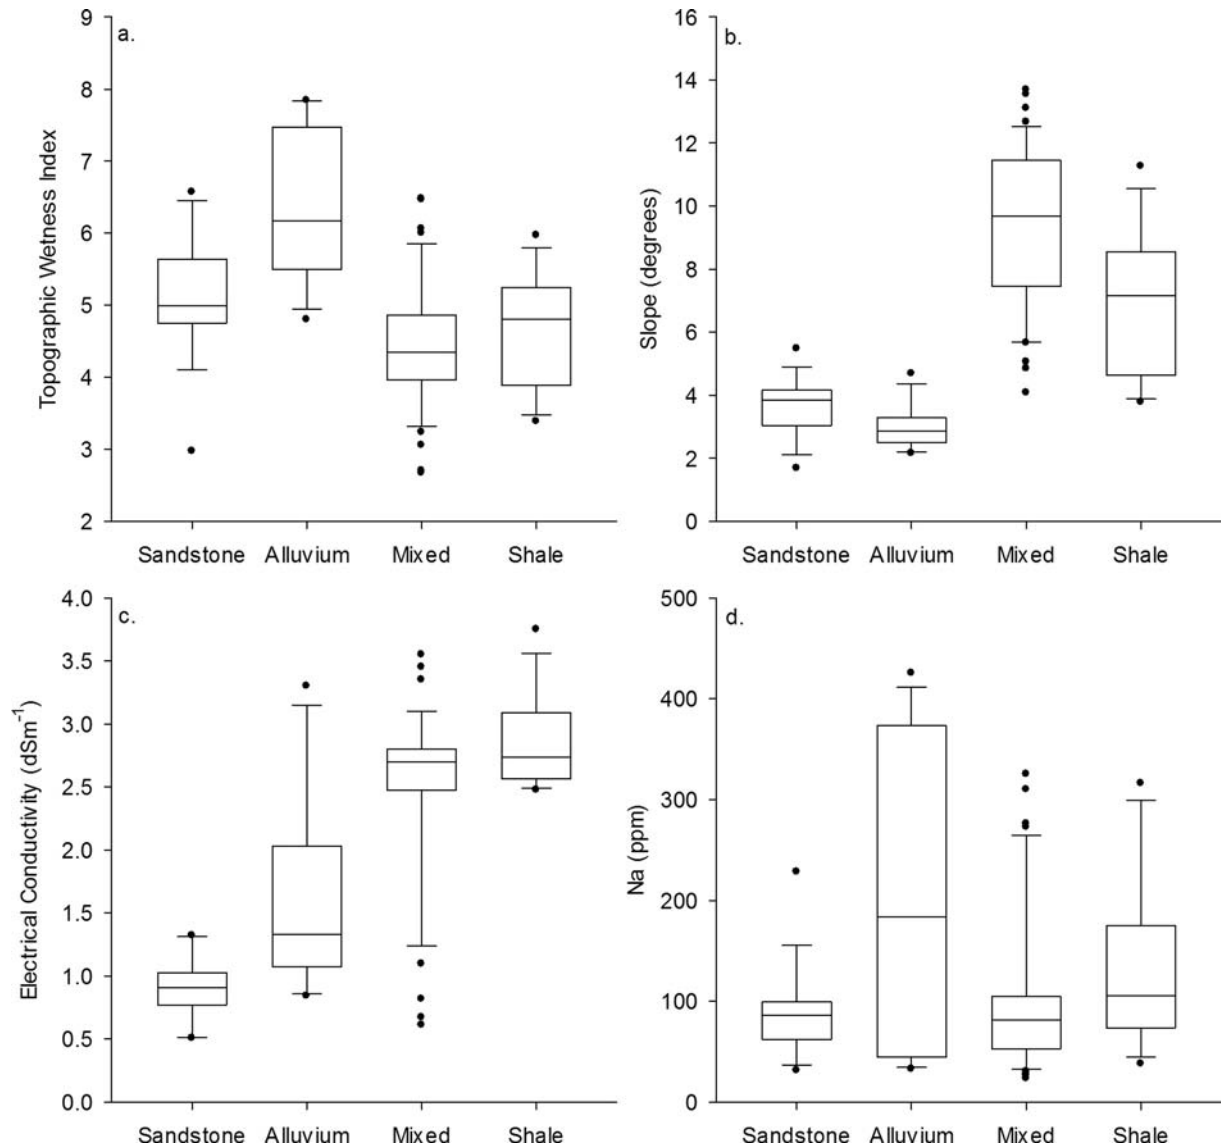 a.
Topographic Wetness Index
9
8
7
6
5
4
3
2
Sandstone Alluvium Mixed Shale
b.
Slope (degrees)
16
14
12
10
8
6
4
2
0
Sandstone Alluvium Mixed Shale
c.
Electrical Conductivity (dSm⁻¹)
4.0
3.5
3.0
2.5
2.0
1.5
1.0
0.5
0.0
Sandstone Alluvium Mixed Shale
d.
Na (ppm)
500
400
300
200
100
0
Sandstone Alluvium Mixed Shale